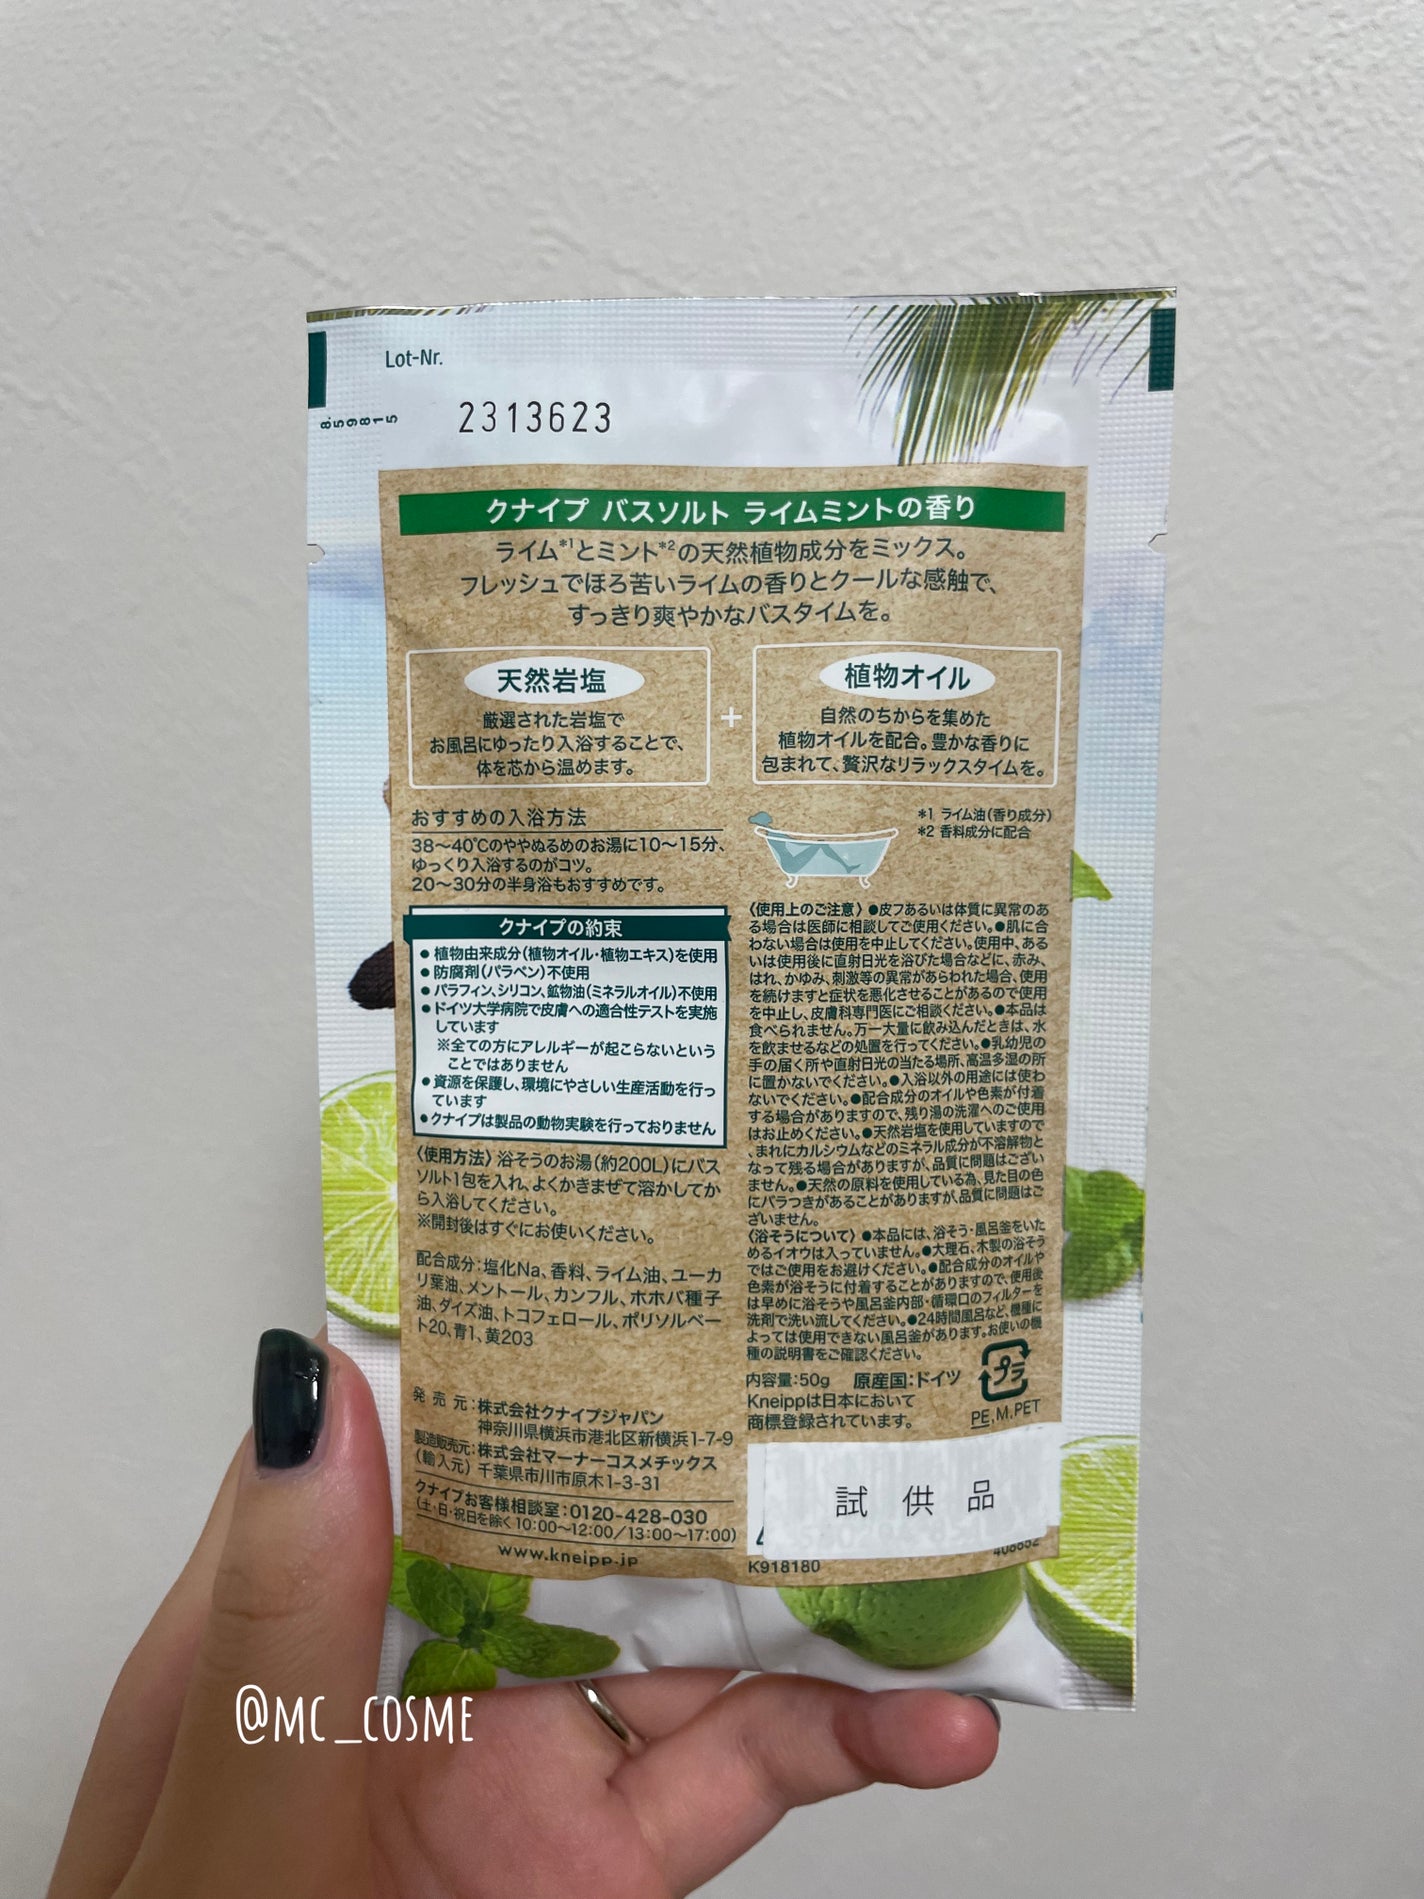 Lot-Nr.
2313623
8.59815
クナイプ バスソルト ライムミントの香り
ライム*1とミント*2の天然植物成分をミックス。
フレッシュでほろ苦いライムの香りとクールな感触で、
すっきり爽やかなバスタイムを。
天然岩塩
厳選された岩塩で
お風呂にゆったり入浴することで、
体を芯から温めます。
+
植物オイル
自然のちからを集めた
植物オイルを配合。豊かな香りに
包まれて、贅沢なリラックスタイムを。
*1 ライム油(香り成分)
*2 香料成分に配合
おすすめの入浴方法
38〜40℃のややぬるめのお湯に10〜15分、
ゆっくり入浴するのがコツ。
20〜30分の半身浴もおすすめです。
クナイプの約束
●植物由来成分(植物オイル・植物エキス)を使用
●防腐剤(パラベン)不使用
●パラフィン、シリコン、鉱物油(ミネラルオイル)不使用
●ドイツ大学病院で皮膚への適合性テストを実施
しています
※全ての方にアレルギーが起こらないという
ことではありません
●資源を保護し、環境にやさしい生産活動を行っ
ています
●クナイプは製品の動物実験を行っておりません
〈使用方法〉浴そうのお湯(約200L)にバス
ソルト1包を入れ、よくかきまぜて溶かしてか
ら入浴してください。
※開封後はすぐにお使いください。
配合成分:塩化Na、香料、ライム油、ユーカ
リ葉油、メントール、カンフル、ホホバ種子
油、ダイズ油、トコフェロール、ポリソルベー
ト20、青1、黄203
発売元:株式会社クナイプジャパン
神奈川県横浜市港北区新横浜1-7-9
製造販売元:株式会社マーナーコスメチックス
(輸入元) 千葉県市川市原木1-3-31
クナイプお客様相談室:0120-428-030
(土・日・祝日を除く10:00〜12:00/13:00〜17:00)
www.kneipp.jp
〈使用上のご注意〉●皮フあるいは体質に異常のあ
る場合は医師に相談してご使用ください。●肌に合
わない場合は使用を中止してください。使用中、ある
いは使用後に直射日光を浴びた場合などに、赤み、
はれ、かゆみ、刺激等の異常があらわれた場合、使用
を続けますと症状を悪化させることがあるので使用
を中止し、皮膚科専門医にご相談ください。●本品は
食べられません。万一大量に飲み込んだときは、水
を飲ませるなどの処置を行ってください。●乳幼児の
手の届く所や直射日光の当たる場所、高温多湿の所
に置かないでください。●入浴以外の用途には使わ
ないでください。●配合成分のオイルや色素が付着
する場合がありますので、残り湯の洗濯へのご使用
はお止めください。●天然岩塩を使用していますので
、まれにカルシウムなどのミネラル成分が不溶解物と
なって残る場合がありますが、品質に問題はござい
ません。●天然の原料を使用している為、見た目の色
にバラつきがあることがありますが、品質に問題はご
ざいません。
〈浴そうについて〉●本品には、浴そう・風呂釜をいた
めるイオウは入っていません。●大理石、木製の浴そう
ではご使用をお避けください。●配合成分のオイルや
色素が浴そうに付着することがありますので、使用後
は早めに浴そうや風呂釜内部・循環口のフィルターを
洗剤で洗い流してください。●24時間風呂など、機種に
よっては使用できない風呂釜があります。お使いの機
種の説明書をご確認ください。
内容量:50g 原産国:ドイツ
Kneippは日本において
商標登録されています。
プラ
PE,M,PET
試供品
K918180
@MC_COSME